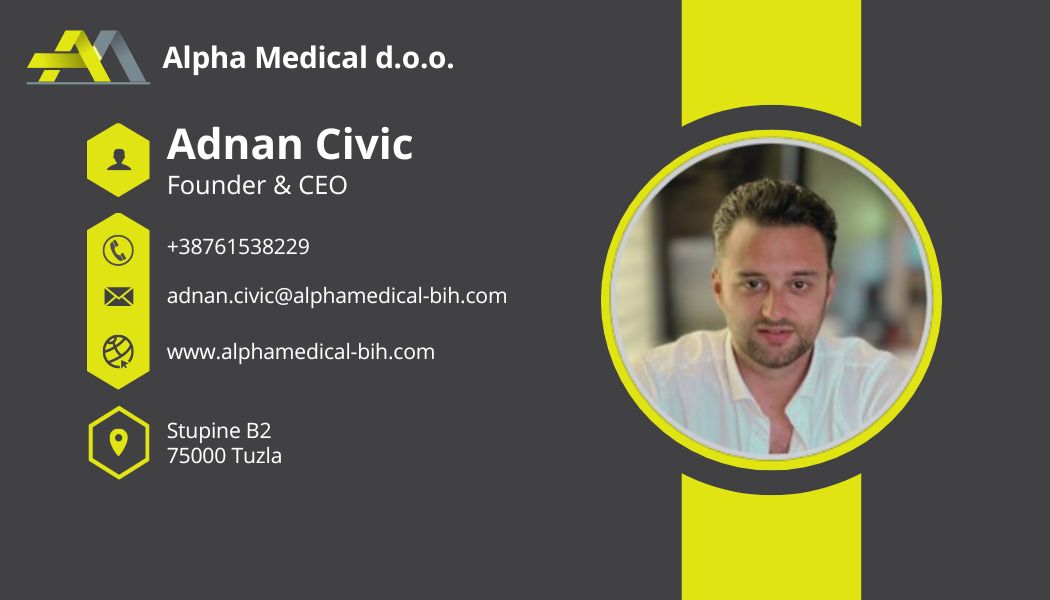 Alpha Medical d.o.o.
Adnan Civic
Founder & CEO
+38761538229
adnan.civic@alphamedical-bih.com
www.alphamedical-bih.com
Stupine B2
75000 Tuzla